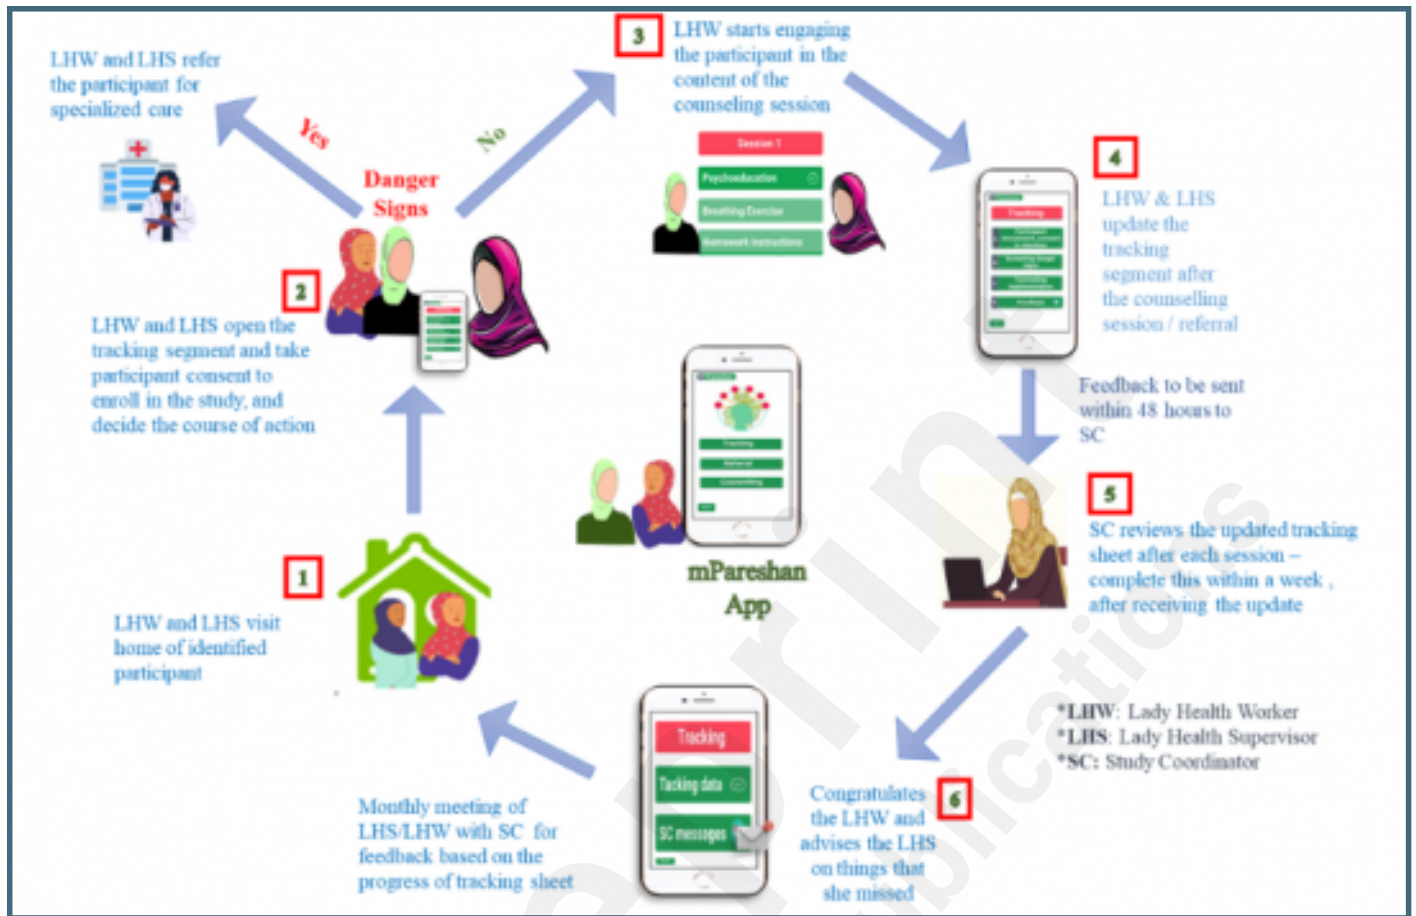 LHW and LHS refer
the participant for
specialized care
Yes
No
Danger
Signs
3
LHW starts engaging
the participant in the
content of the
counseling session
Session 1
Psychoeducation
Breathing Exercise
Homework instructions
4
LHW & LHS
update the
tracking
segment after
the counselling
session / referral
Tracking
2
LHW and LHS open the
tracking segment and take
participant consent to
enroll in the study, and
decide the course of action
Feedback to be sent
within 48 hours to
SC
Tracking
Referral
Counselling
mPareshan
App
5
SC reviews the updated tracking
sheet after each session –
complete this within a week ,
after receiving the update
1
LHW and LHS visit
home of identified
participant
*LHW: Lady Health Worker
*LHS: Lady Health Supervisor
*SC: Study Coordinator
6
Congratulates
the LHW and
advises the LHS
on things that
she missed
Tracking
Tacking data
SC messages
Monthly meeting of
LHS/LHW with SC for
feedback based on the
progress of tracking sheet